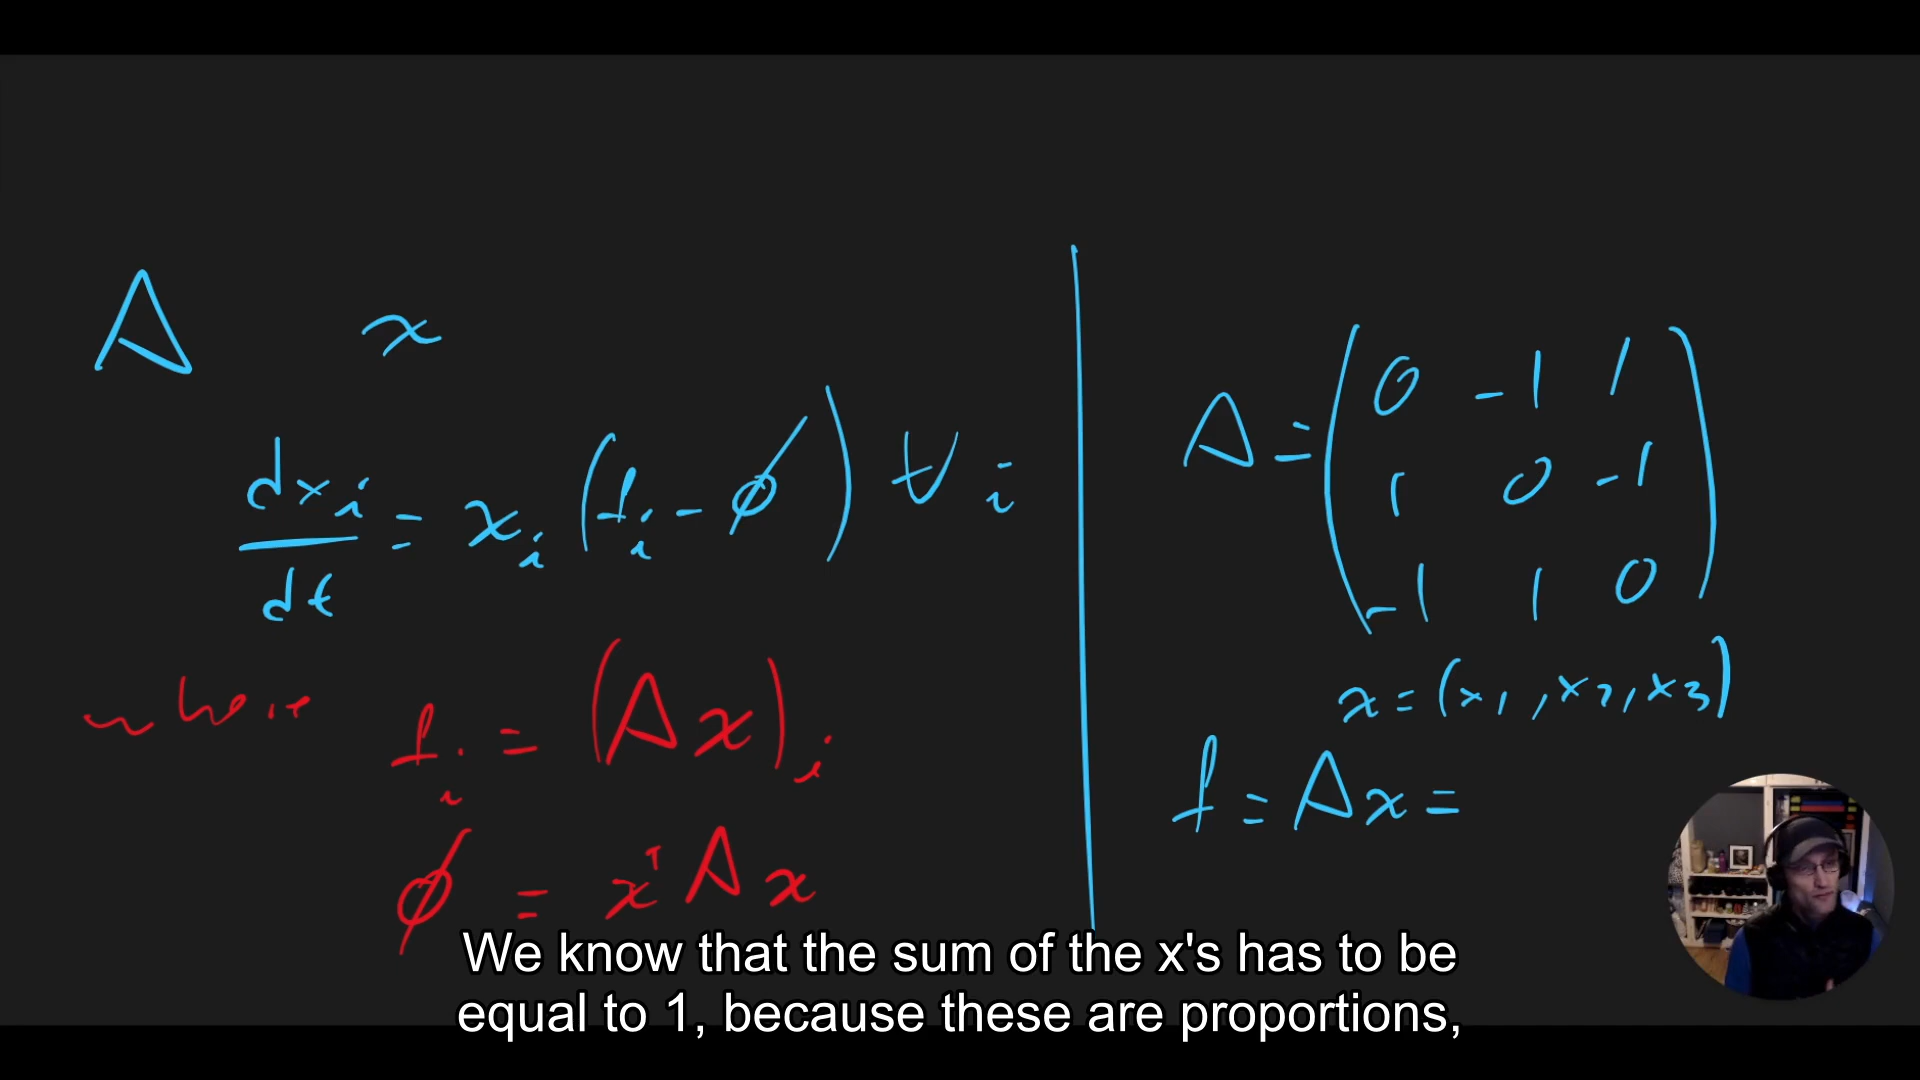 A x
dxᵢ/dt = xᵢ (fᵢ - ϕ) ∀ i
where fᵢ = (Ax)ᵢ
ϕ = xᵀAx
A = ( 0 -1 1
1 0 -1
-1 1 0 )
x = (x₁, x₂, x₃)
f = Ax =
We know that the sum of the x's has to be
equal to 1, because these are proportions,